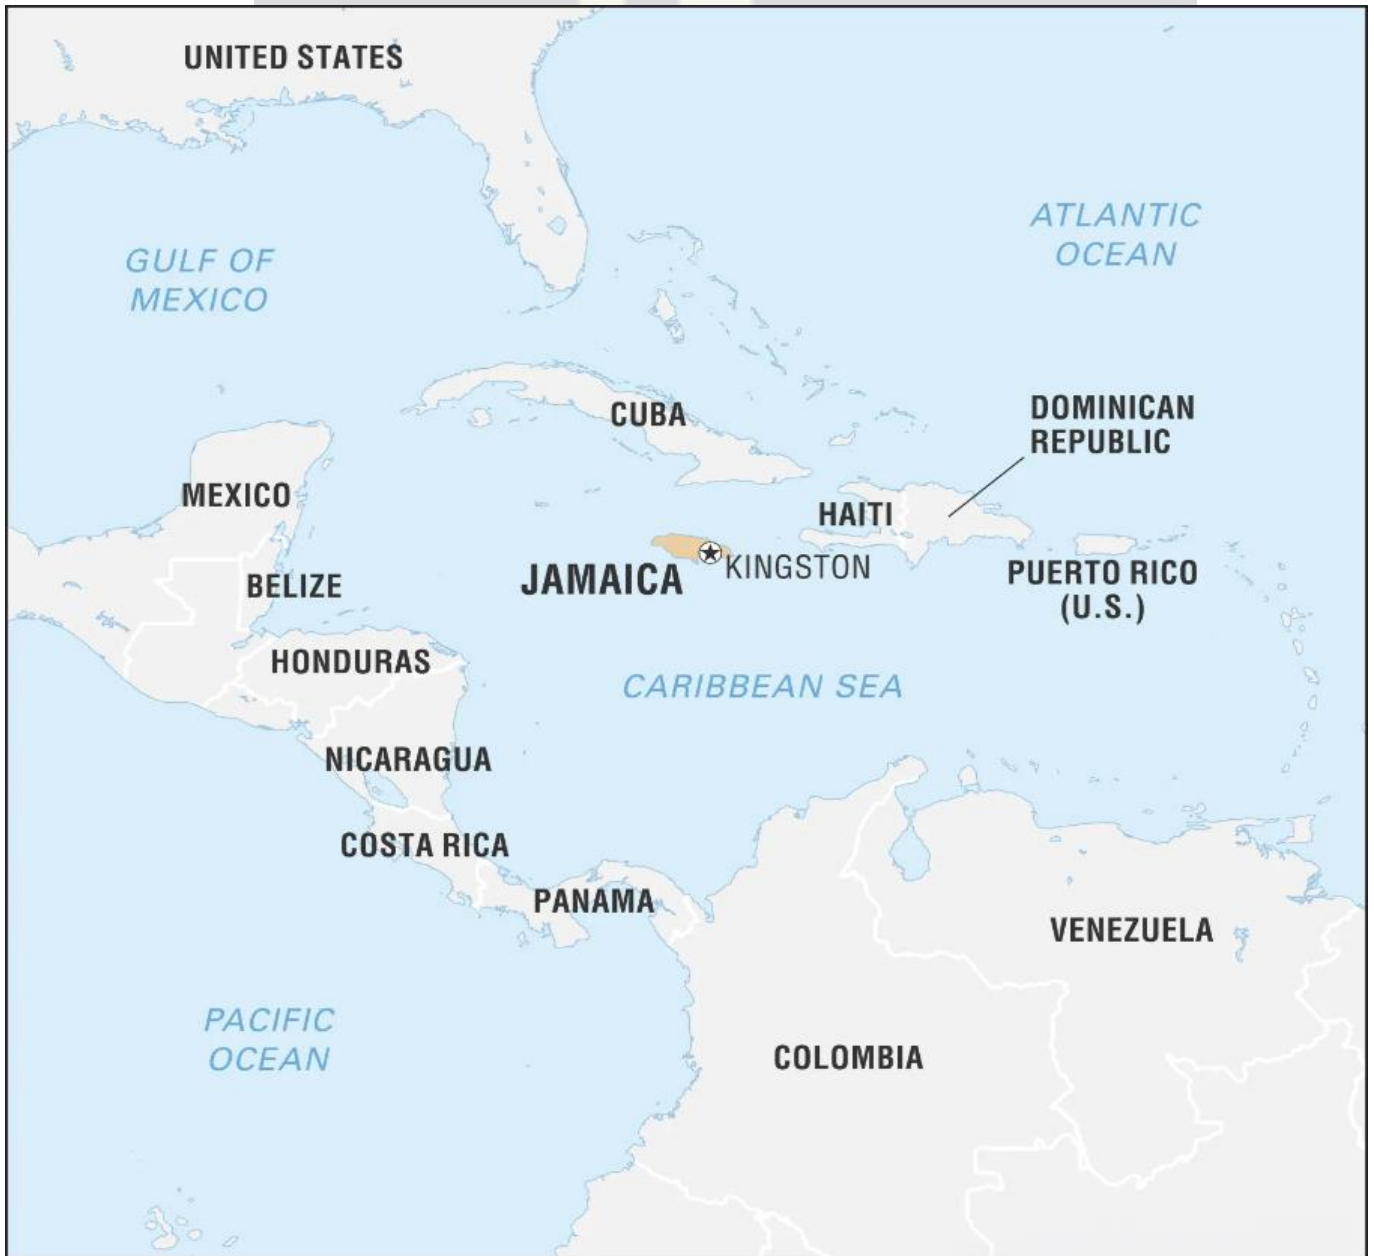 UNITED STATES
ATLANTIC
OCEAN
GULF OF
MEXICO
CUBA
DOMINICAN
REPUBLIC
MEXICO
HAITI
JAMAICA
KINGSTON
PUERTO RICO
(U.S.)
BELIZE
HONDURAS
CARIBBEAN SEA
NICARAGUA
COSTA RICA
PANAMA
VENEZUELA
PACIFIC
OCEAN
COLOMBIA